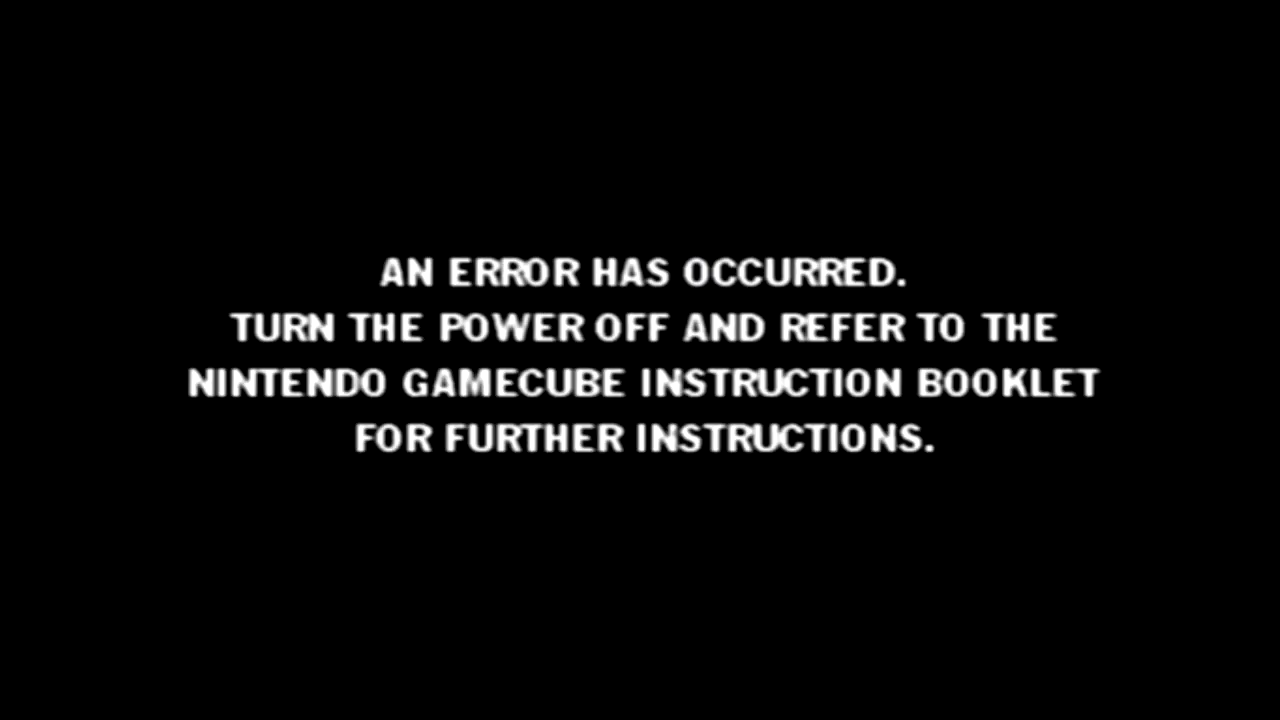 AN ERROR HAS OCCURRED.
TURN THE POWER OFF AND REFER TO THE
NINTENDO GAMECUBE INSTRUCTION BOOKLET
FOR FURTHER INSTRUCTIONS.